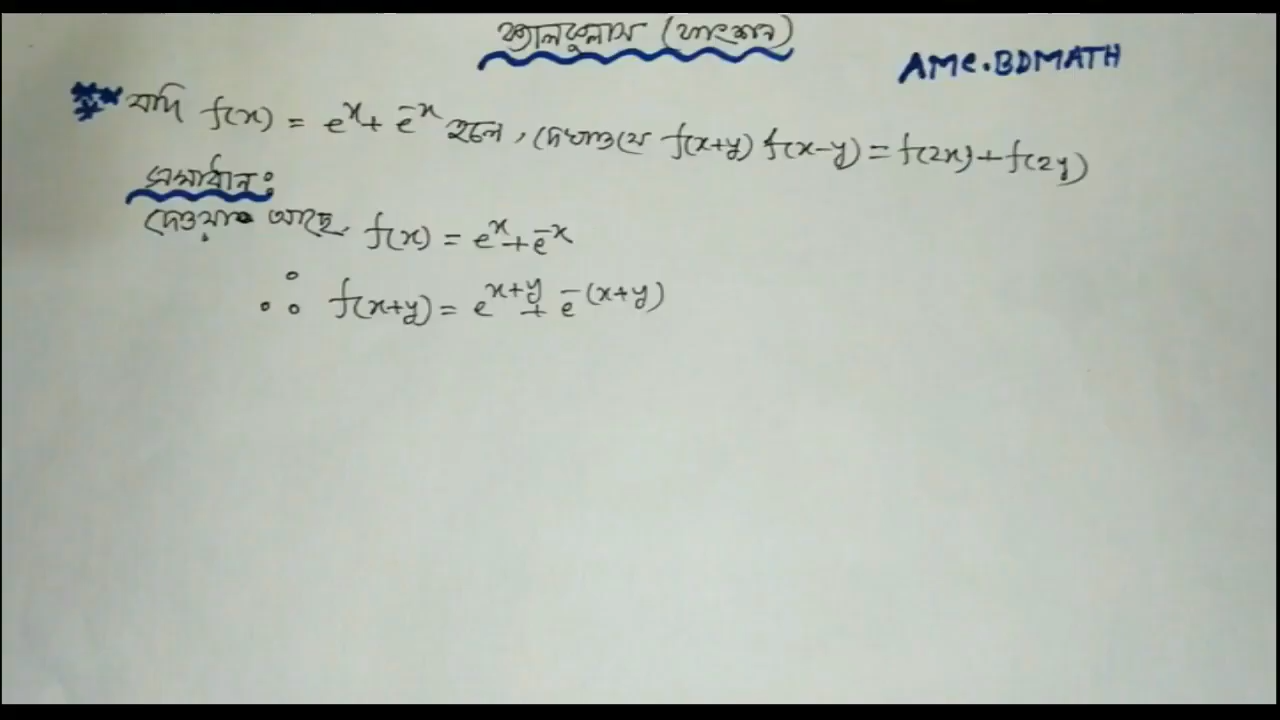 ক্যালকুলাস (ফাংশন)
AMC.BDMATH
** যদি f(x) = eˣ + e⁻ˣ হলে, দেখাও যে f(x+y) f(x-y) = f(2x) + f(2y)
সমাধান:
দেওয়া আছে, f(x) = eˣ + e⁻ˣ
∴ f(x+y) = eˣ⁺ʸ + e⁻⁽ˣ⁺ʸ⁾